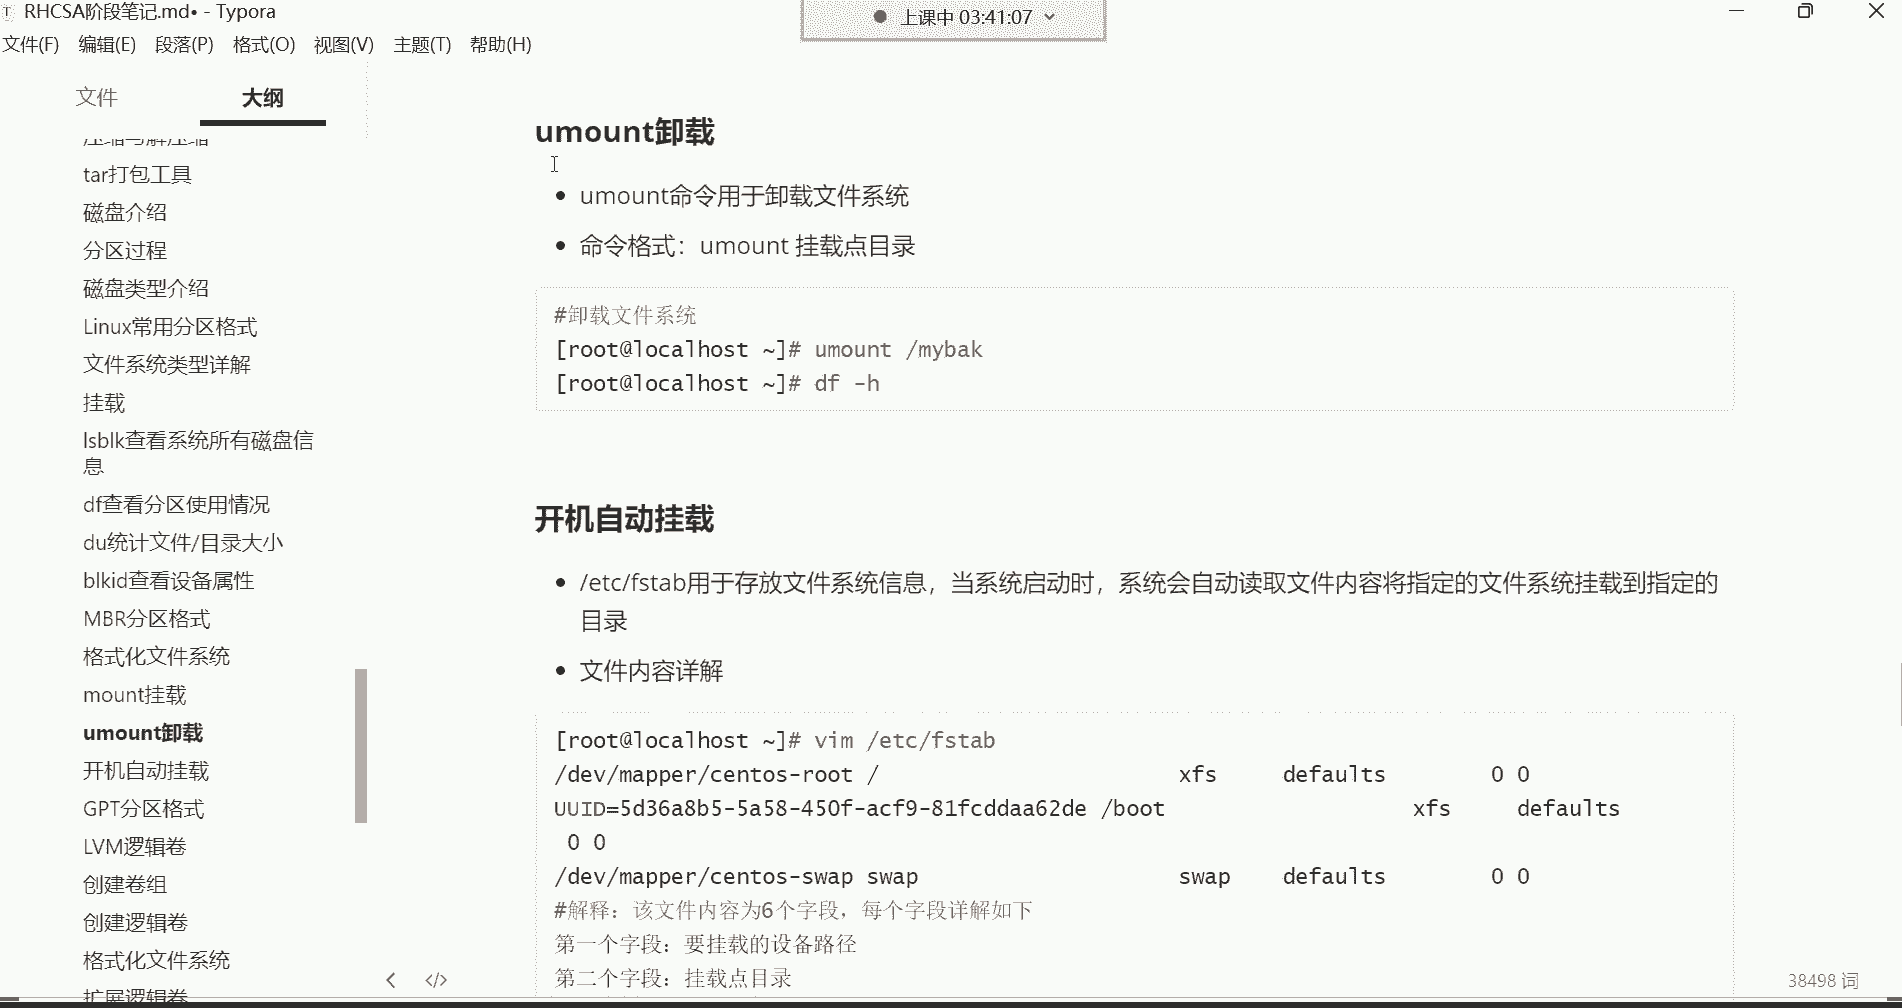 RHCSA阶段笔记.md• - Typora
上课中 03:41:07
文件(F) 编辑(E) 段落(P) 格式(O) 视图(V) 主题(T) 帮助(H)
文件 大纲
压缩与解压缩
tar打包工具
磁盘介绍
分区过程
磁盘类型介绍
Linux常用分区格式
文件系统类型详解
挂载
lsblk查看系统所有磁盘信
息
df查看分区使用情况
du统计文件/目录大小
blkid查看设备属性
MBR分区格式
格式化文件系统
mount挂载
umount卸载
开机自动挂载
GPT分区格式
LVM逻辑卷
创建卷组
创建逻辑卷
格式化文件系统
扩展逻辑卷
umount卸载
umount命令用于卸载文件系统
命令格式：umount 挂载点目录
#卸载文件系统
[root@localhost ~]# umount /mybak
[root@localhost ~]# df -h
开机自动挂载
/etc/fstab用于存放文件系统信息，当系统启动时，系统会自动读取文件内容将指定的文件系统挂载到指定的
目录
文件内容详解
[root@localhost ~]# vim /etc/fstab
/dev/mapper/centos-root / xfs defaults 0 0
UUID=5d36a8b5-5a58-450f-acf9-81fcddaa62de /boot xfs defaults
0 0
/dev/mapper/centos-swap swap swap defaults 0 0
#解释：该文件内容为6个字段，每个字段详解如下
第一个字段：要挂载的设备路径
第二个字段：挂载点目录
38498 词